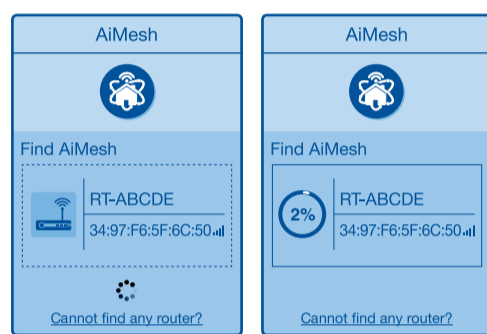 AiMesh
Find AiMesh
RT-ABCDE
34:97:F6:5F:6C:50
Cannot find any router?
AiMesh
Find AiMesh
2%
RT-ABCDE
34:97:F6:5F:6C:50
Cannot find any router?